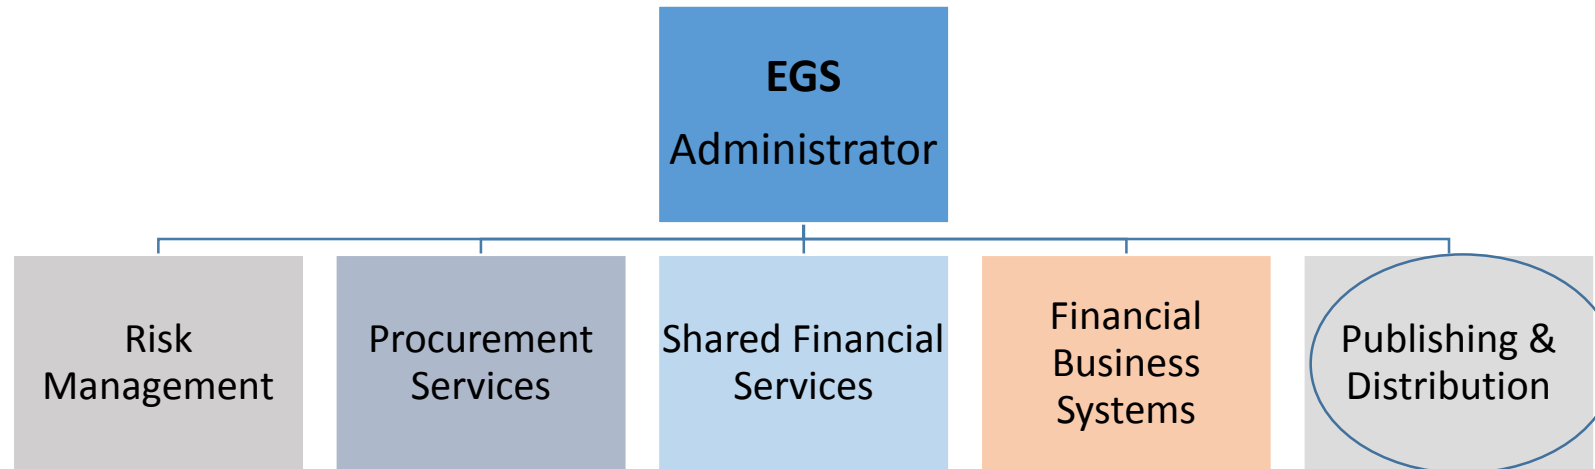 EGS
Administrator
Risk
Management
Procurement
Services
Shared Financial
Services
Financial
Business
Systems
Publishing &
Distribution